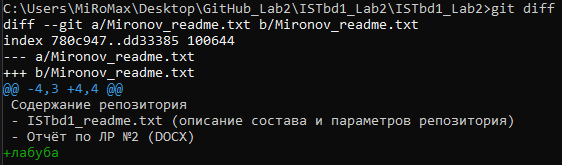 C:\Users\MiRoMax\Desktop\GitHub_Lab2\ISTbd1_Lab2\ISTbd1_Lab2>git diff
diff --git a/Mironov_readme.txt b/Mironov_readme.txt
index 780c947..dd33385 100644
--- a/Mironov_readme.txt
+++ b/Mironov_readme.txt
@@ -4,3 +4,4 @@
 Содержание репозитория
 - ISTbd1_readme.txt (описание состава и параметров репозитория)
 - Отчёт по ЛР №2 (DOCX)
+лабуба